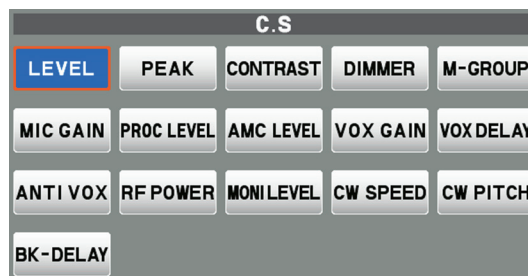 C.S
LEVEL PEAK CONTRAST DIMMER M-GROUP
MIC GAIN PROC LEVEL AMC LEVEL VOX GAIN VOX DELAY
ANTI VOX RF POWER MONI LEVEL CW SPEED CW PITCH
BK-DELAY